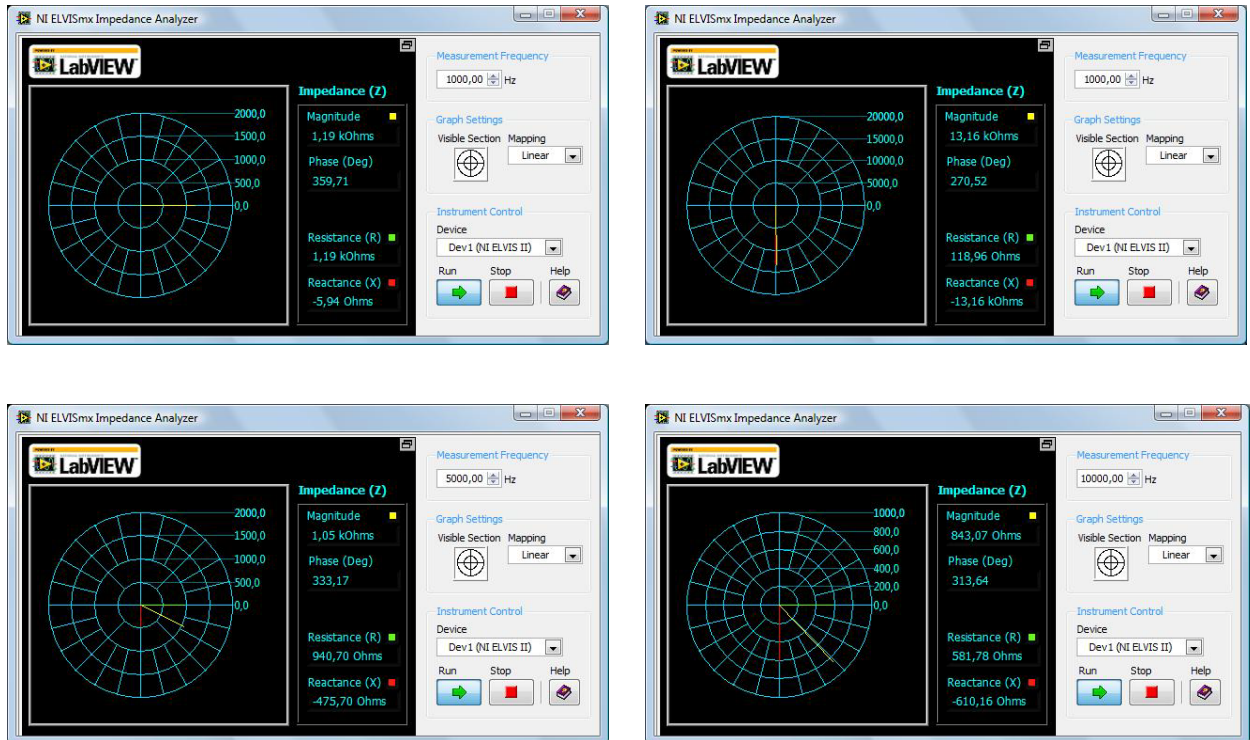 NI ELVISmx Impedance Analyzer
LabVIEW
2000,0
1500,0
1000,0
500,0
0,0
Impedance (Z)
Magnitude
1,19 kOhms
Phase (Deg)
359,71
Resistance (R)
1,19 kOhms
Reactance (X)
-5,94 Ohms
Measurement Frequency
1000,00 Hz
Graph Settings
Visible Section Mapping
Linear
Instrument Control
Device
Dev1 (NI ELVIS II)
Run Stop Help
NI ELVISmx Impedance Analyzer
LabVIEW
20000,0
15000,0
10000,0
5000,0
0,0
Impedance (Z)
Magnitude
13,16 kOhms
Phase (Deg)
270,52
Resistance (R)
118,96 Ohms
Reactance (X)
-13,16 kOhms
Measurement Frequency
1000,00 Hz
Graph Settings
Visible Section Mapping
Linear
Instrument Control
Device
Dev1 (NI ELVIS II)
Run Stop Help
NI ELVISmx Impedance Analyzer
LabVIEW
2000,0
1500,0
1000,0
500,0
0,0
Impedance (Z)
Magnitude
1,05 kOhms
Phase (Deg)
333,17
Resistance (R)
940,70 Ohms
Reactance (X)
-475,70 Ohms
Measurement Frequency
5000,00 Hz
Graph Settings
Visible Section Mapping
Linear
Instrument Control
Device
Dev1 (NI ELVIS II)
Run Stop Help
NI ELVISmx Impedance Analyzer
LabVIEW
1000,0
800,0
600,0
400,0
200,0
0,0
Impedance (Z)
Magnitude
843,07 Ohms
Phase (Deg)
313,64
Resistance (R)
581,78 Ohms
Reactance (X)
-610,16 Ohms
Measurement Frequency
10000,00 Hz
Graph Settings
Visible Section Mapping
Linear
Instrument Control
Device
Dev1 (NI ELVIS II)
Run Stop Help